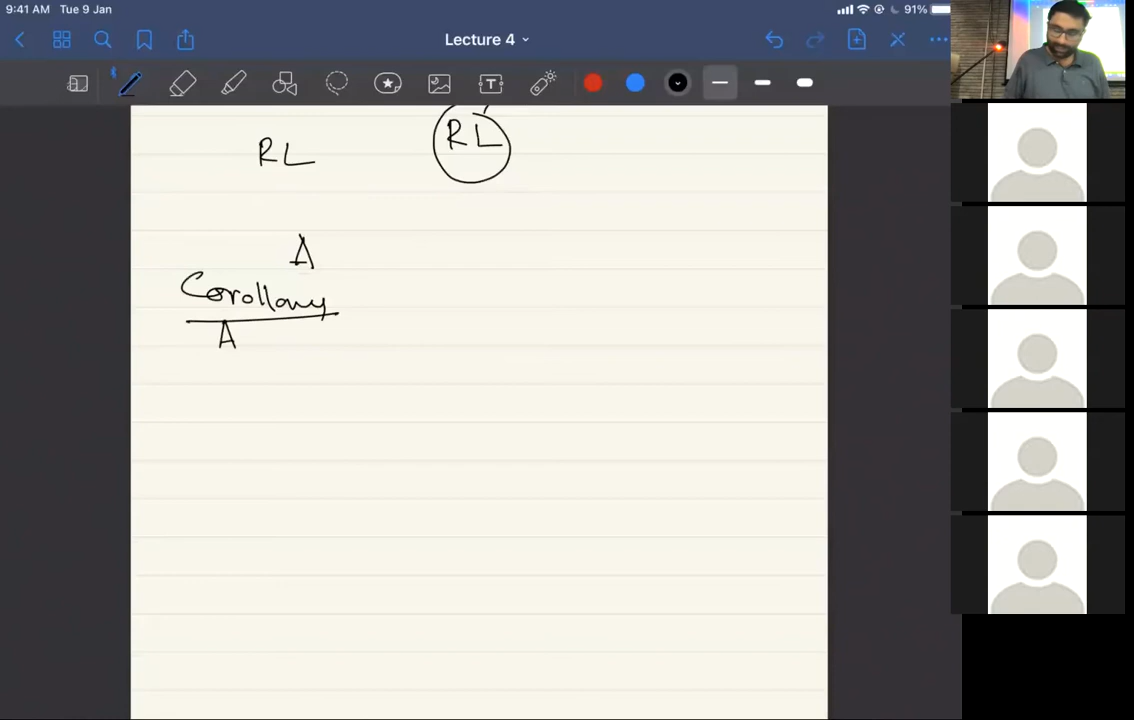 9:41 AM Tue 9 Jan 91%
Lecture 4
T
RL RL
A
Corollary
A